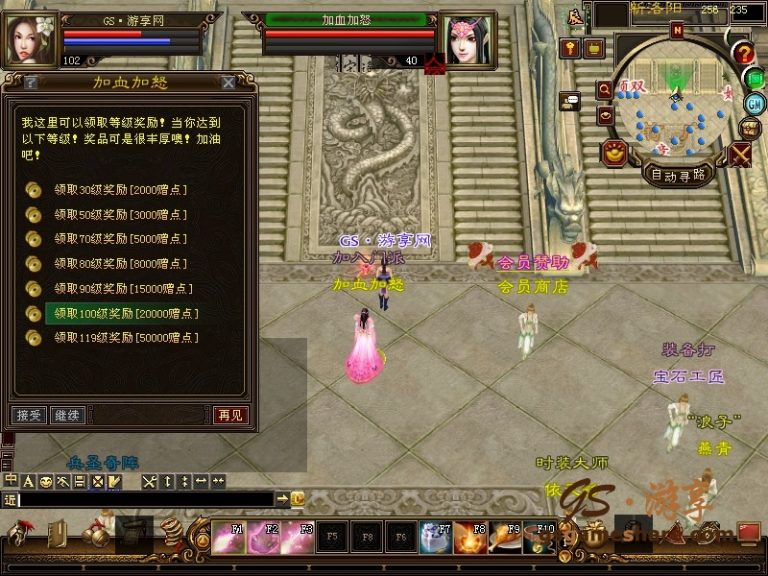 GS·游享网
102
加血加怒
40
新洛阳 258 235
N
GM
自动寻路
加血加怒
我这里可以领取等级奖励!当你达到
以下等级!奖品可是很丰厚噢!加油
吧!
领取30级奖励[2000赠点]
领取50级奖励[3000赠点]
领取70级奖励[5000赠点]
领取80级奖励[8000赠点]
领取90级奖励[15000赠点]
领取100级奖励[20000赠点]
领取119级奖励[50000赠点]
接受
继续
再见
GS·游享网
加入门派
加血加怒
会员赞助
会员商店
装备打
宝石工匠
"浪子"
燕青
时装大师
兵圣奇阵
中
A
近
GS·游享
F1
F2
F3
F5
F8
F6
F7
F8
F9
F10